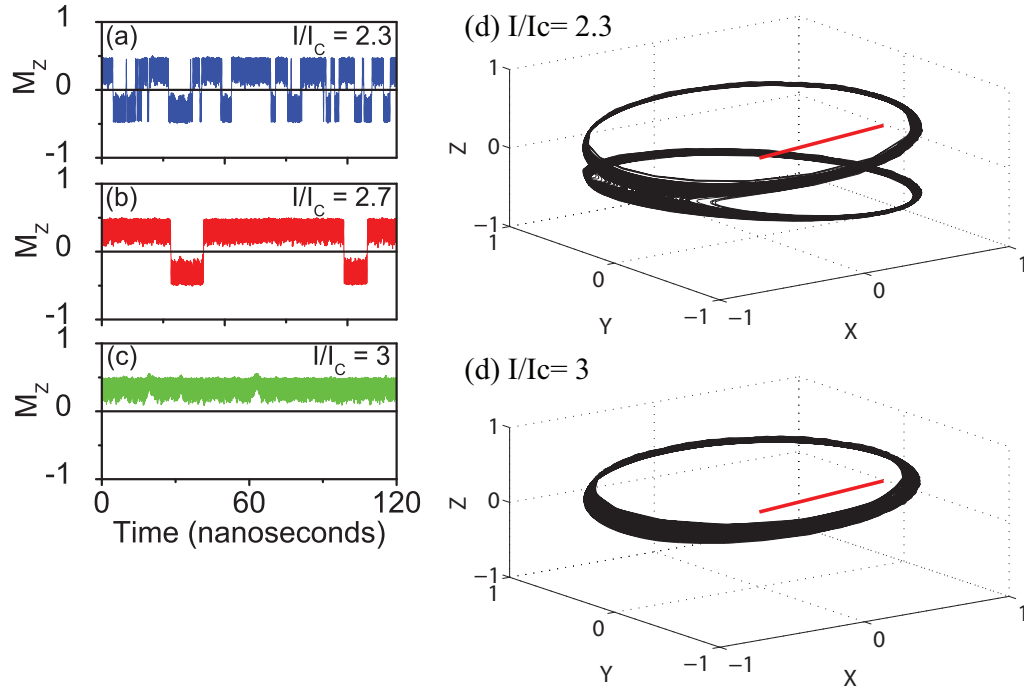 (a) I/I_C = 2.3
1
M_Z
0
-1
(b) I/I_C = 2.7
1
M_Z
0
-1
(c) I/I_C = 3
1
M_Z
0
-1
0 60 120
Time (nanoseconds)
(d) I/Ic= 2.3
1
Z
0
−1
1
0
Y
−1
−1
0
X
1
(d) I/Ic= 3
1
Z
0
−1
1
0
Y
−1
−1
0
X
1